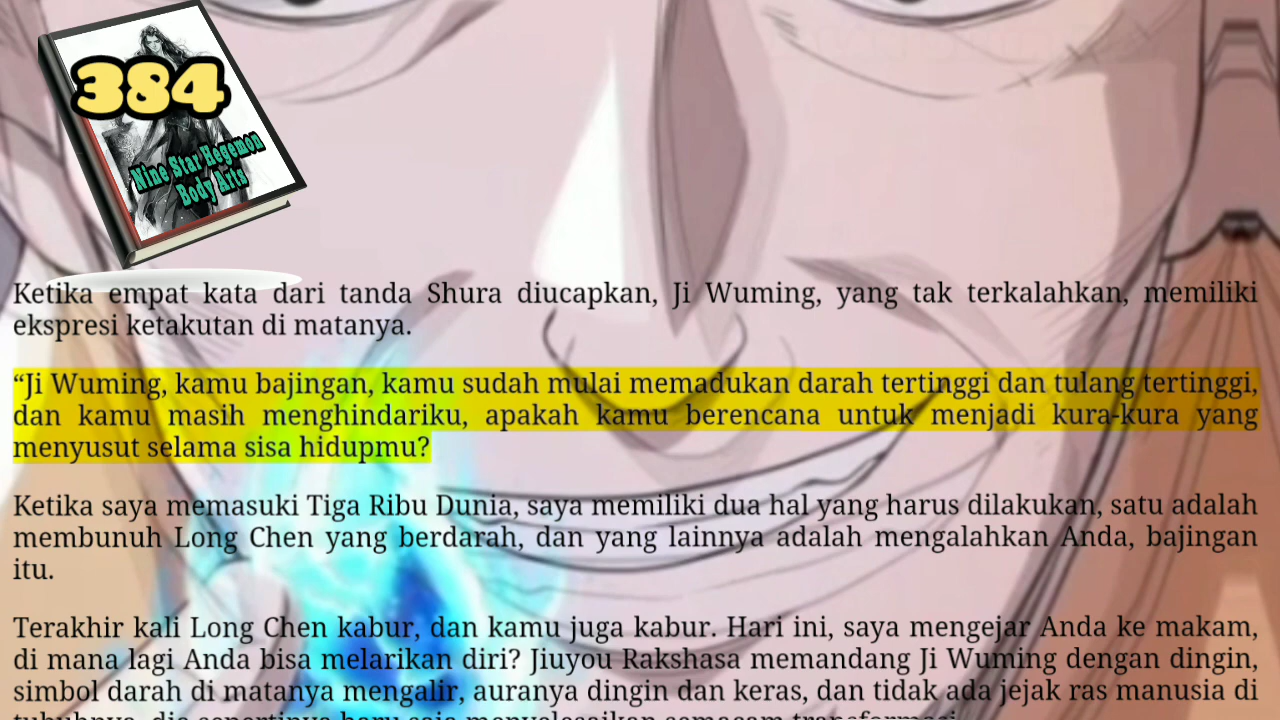 384
Nine Star Hegemon
Body Arts
Ketika empat kata dari tanda Shura diucapkan, Ji Wuming, yang tak terkalahkan, memiliki
ekspresi ketakutan di matanya.
“Ji Wuming, kamu bajingan, kamu sudah mulai memadukan darah tertinggi dan tulang tertinggi,
dan kamu masih menghindariku, apakah kamu berencana untuk menjadi kura-kura yang
menyusut selama sisa hidupmu?
Ketika saya memasuki Tiga Ribu Dunia, saya memiliki dua hal yang harus dilakukan, satu adalah
membunuh Long Chen yang berdarah, dan yang lainnya adalah mengalahkan Anda, bajingan
itu.
Terakhir kali Long Chen kabur, dan kamu juga kabur. Hari ini, saya mengejar Anda ke makam,
di mana lagi Anda bisa melarikan diri? Jiuyou Rakshasa memandang Ji Wuming dengan dingin,
simbol darah di matanya mengalir, auranya dingin dan keras, dan tidak ada jejak ras manusia di